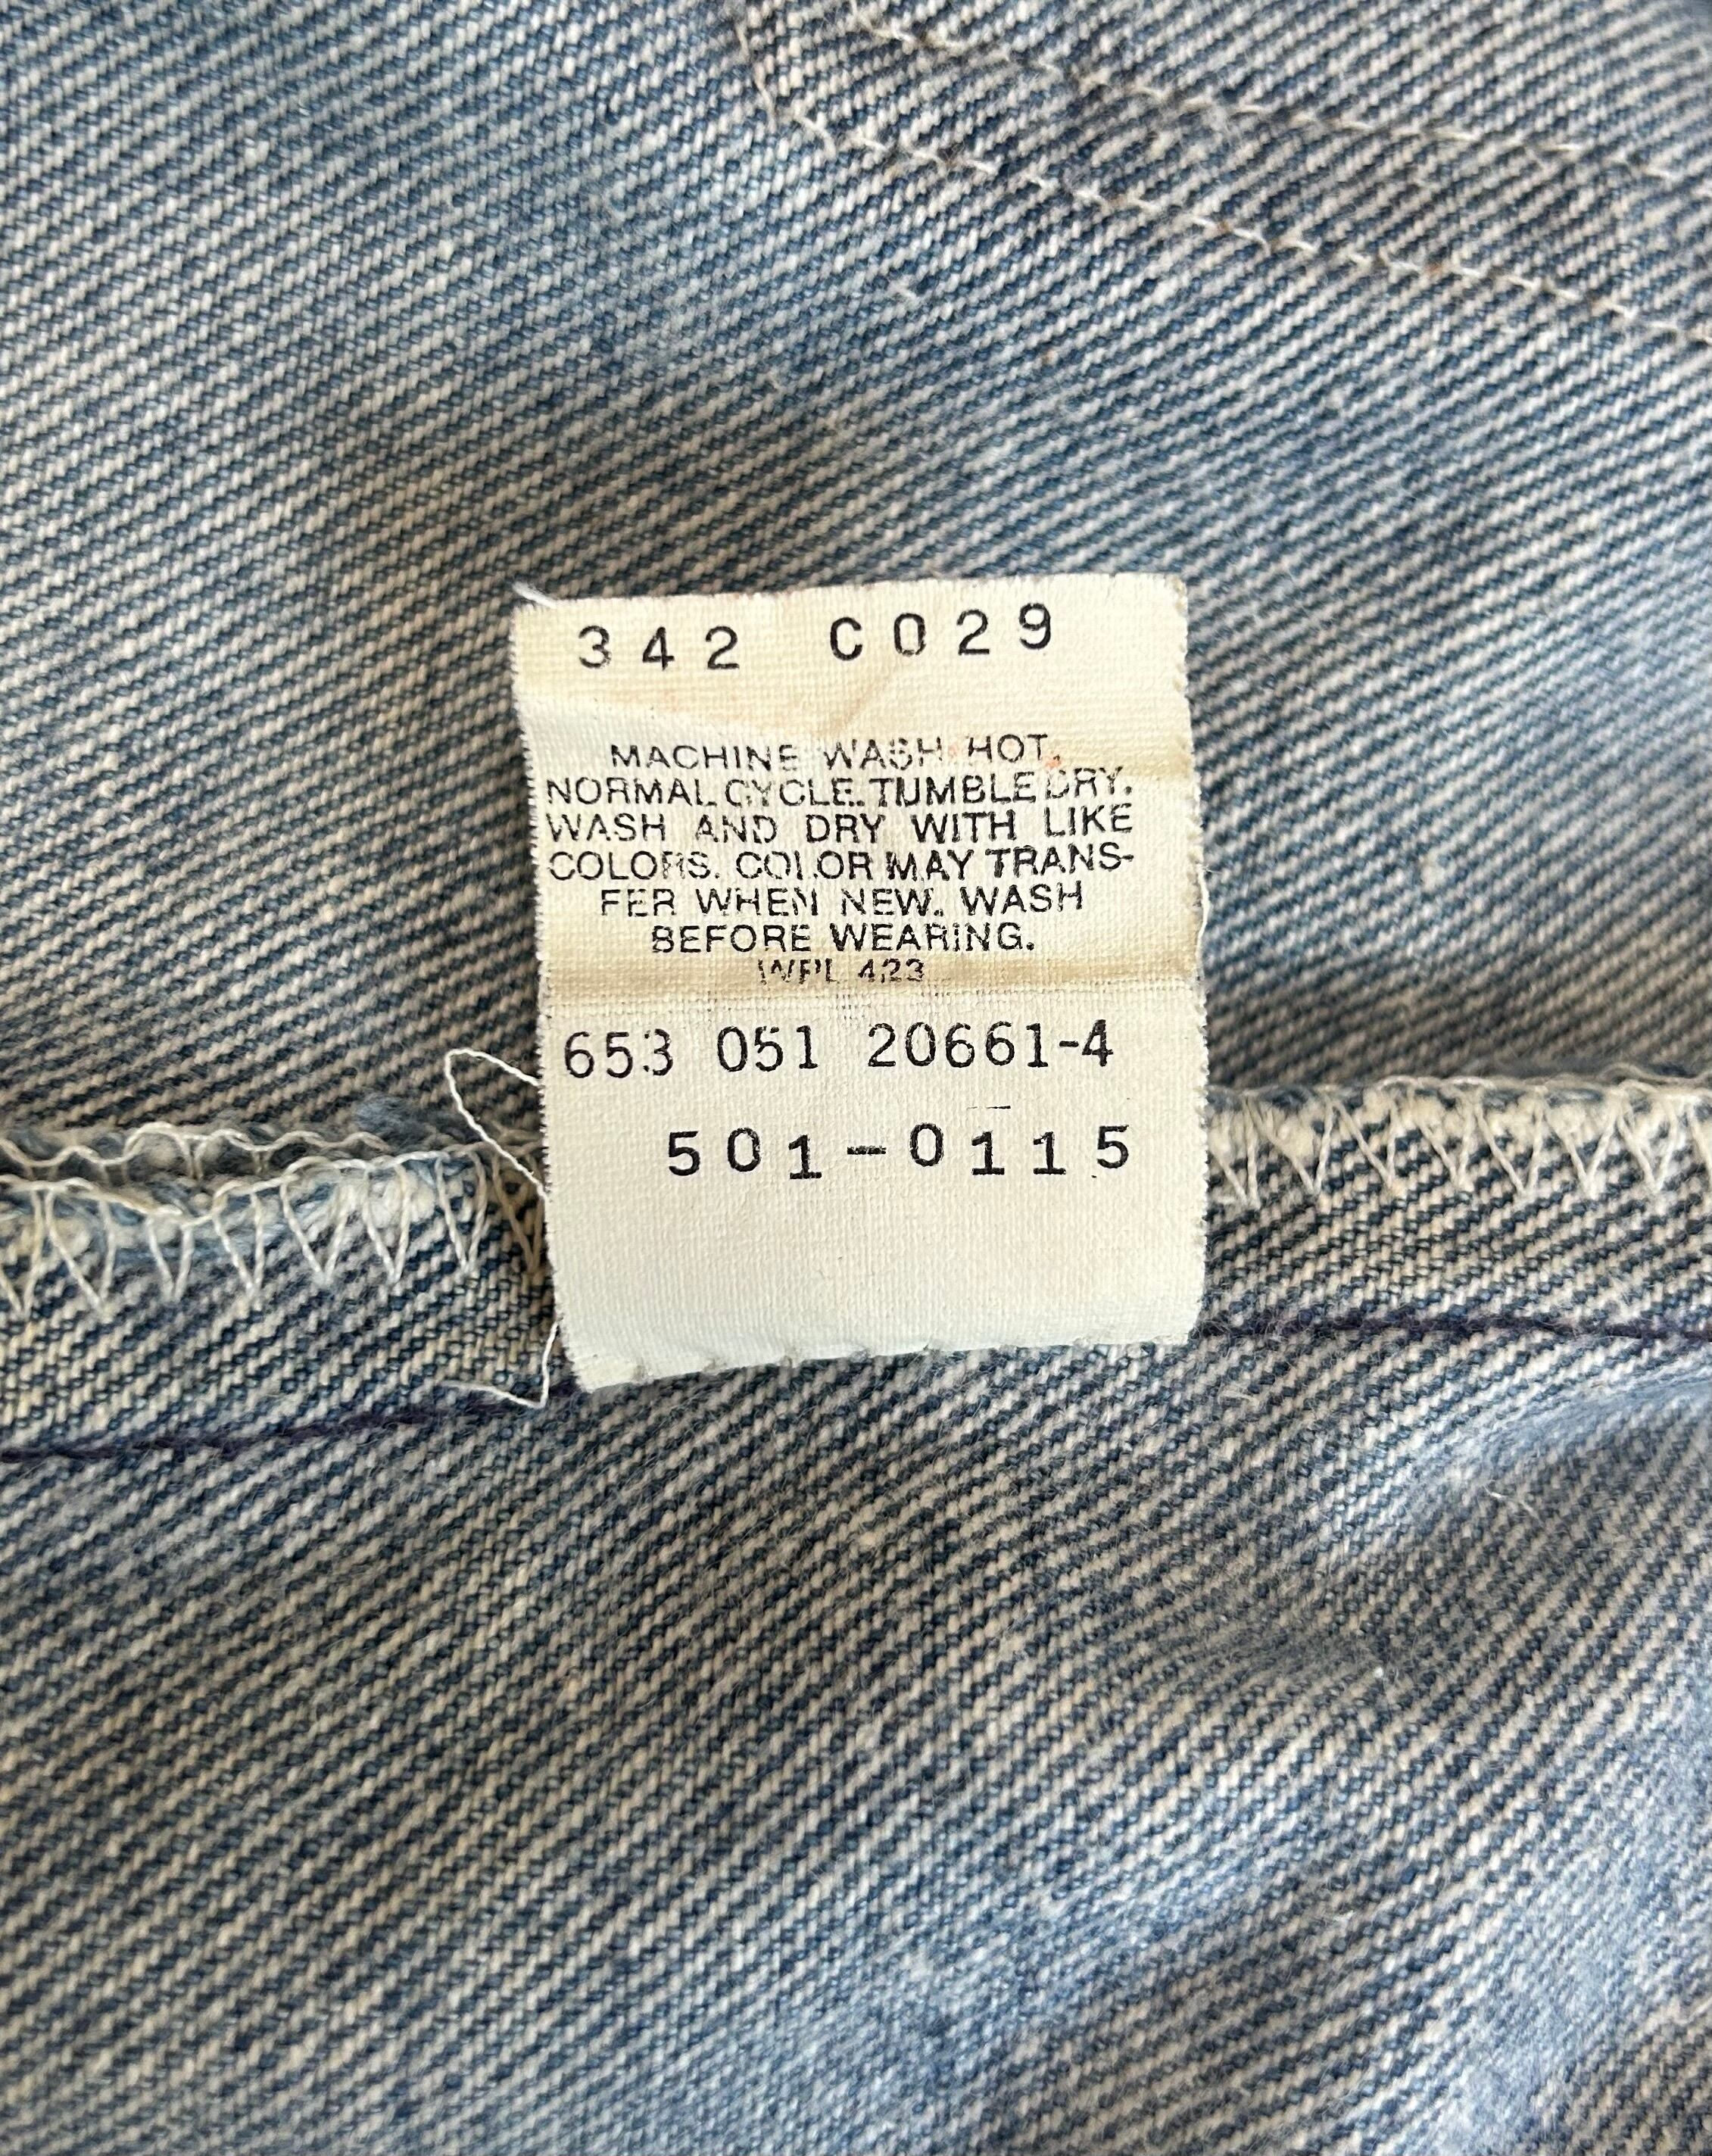 342 C029
MACHINE WASH HOT.
NORMAL CYCLE. TUMBLE DRY.
WASH AND DRY WITH LIKE
COLORS. COLOR MAY TRANS-
FER WHEN NEW. WASH
BEFORE WEARING.
WPL 423
653 051 20661-4
501-0115